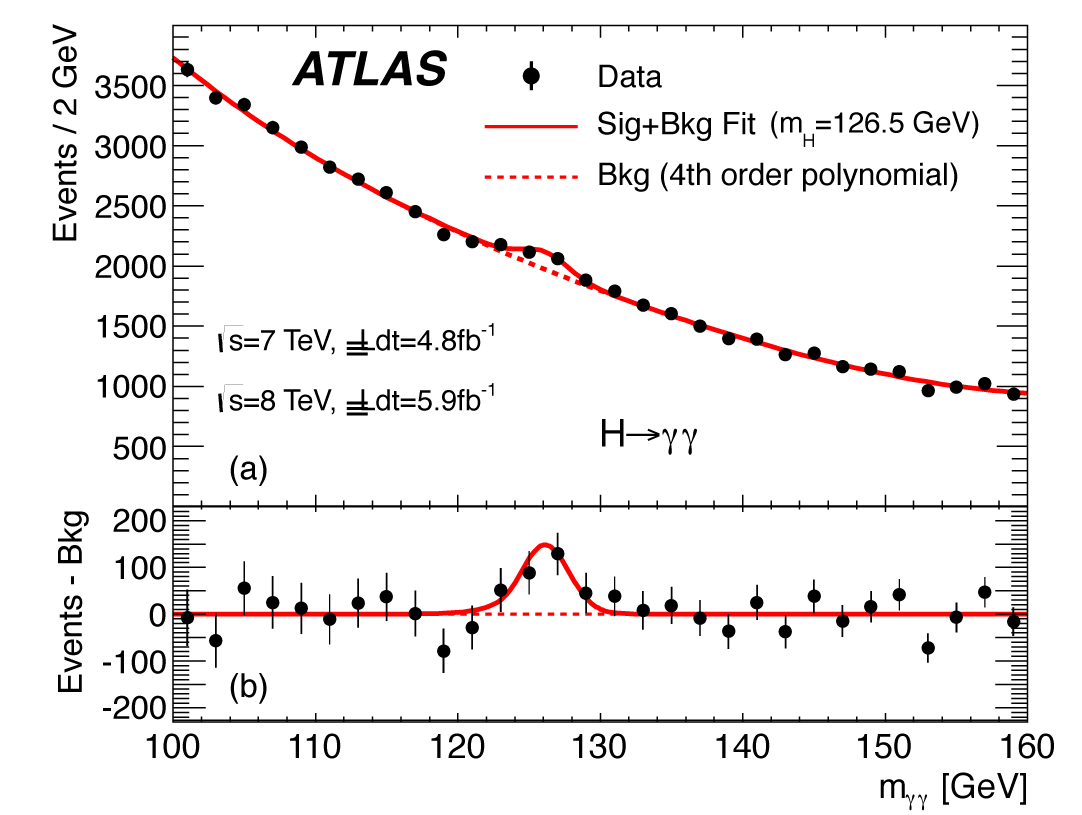 ATLAS
Data
Sig+Bkg Fit (mH=126.5 GeV)
Bkg (4th order polynomial)
Events / 2 GeV
3500
3000
2500
2000
1500
1000
500
√s=7 TeV, Ldt=4.8fb-1
√s=8 TeV, Ldt=5.9fb-1
H→γγ
(a)
Events - Bkg
200
100
0
-100
-200
(b)
100 110 120 130 140 150 160
mγγ [GeV]